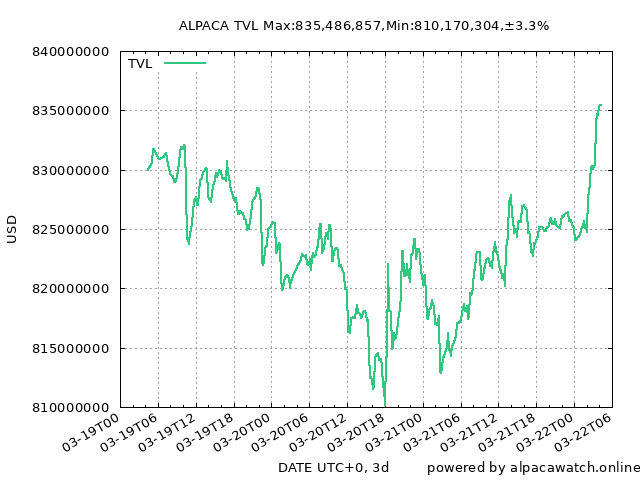 ALPACA TVL Max:835,486,857,Min:810,170,304,±3.3%
840000000
TVL
835000000
830000000
825000000
USD
820000000
815000000
810000000
03-19T00
03-19T06
03-19T12
03-19T18
03-20T00
03-20T06
03-20T12
03-20T18
03-21T00
03-21T06
03-21T12
03-21T18
03-22T00
03-22T06
DATE UTC+0, 3d
powered by alpacawatch.online